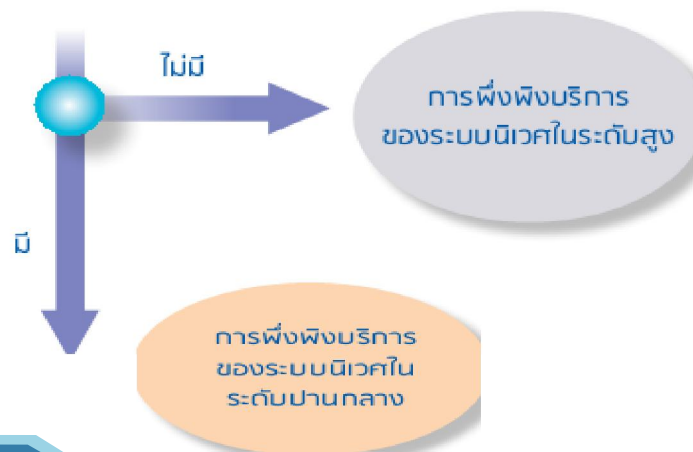 ไม่มี
การพึ่งพิงบริการ
ของระบบนิเวศในระดับสูง
มี
การพึ่งพิงบริการ
ของระบบนิเวศใน
ระดับปานกลาง